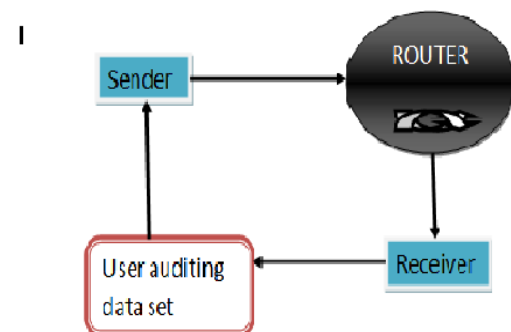 I
ROUTER
Sender
Receiver
User auditing
data set